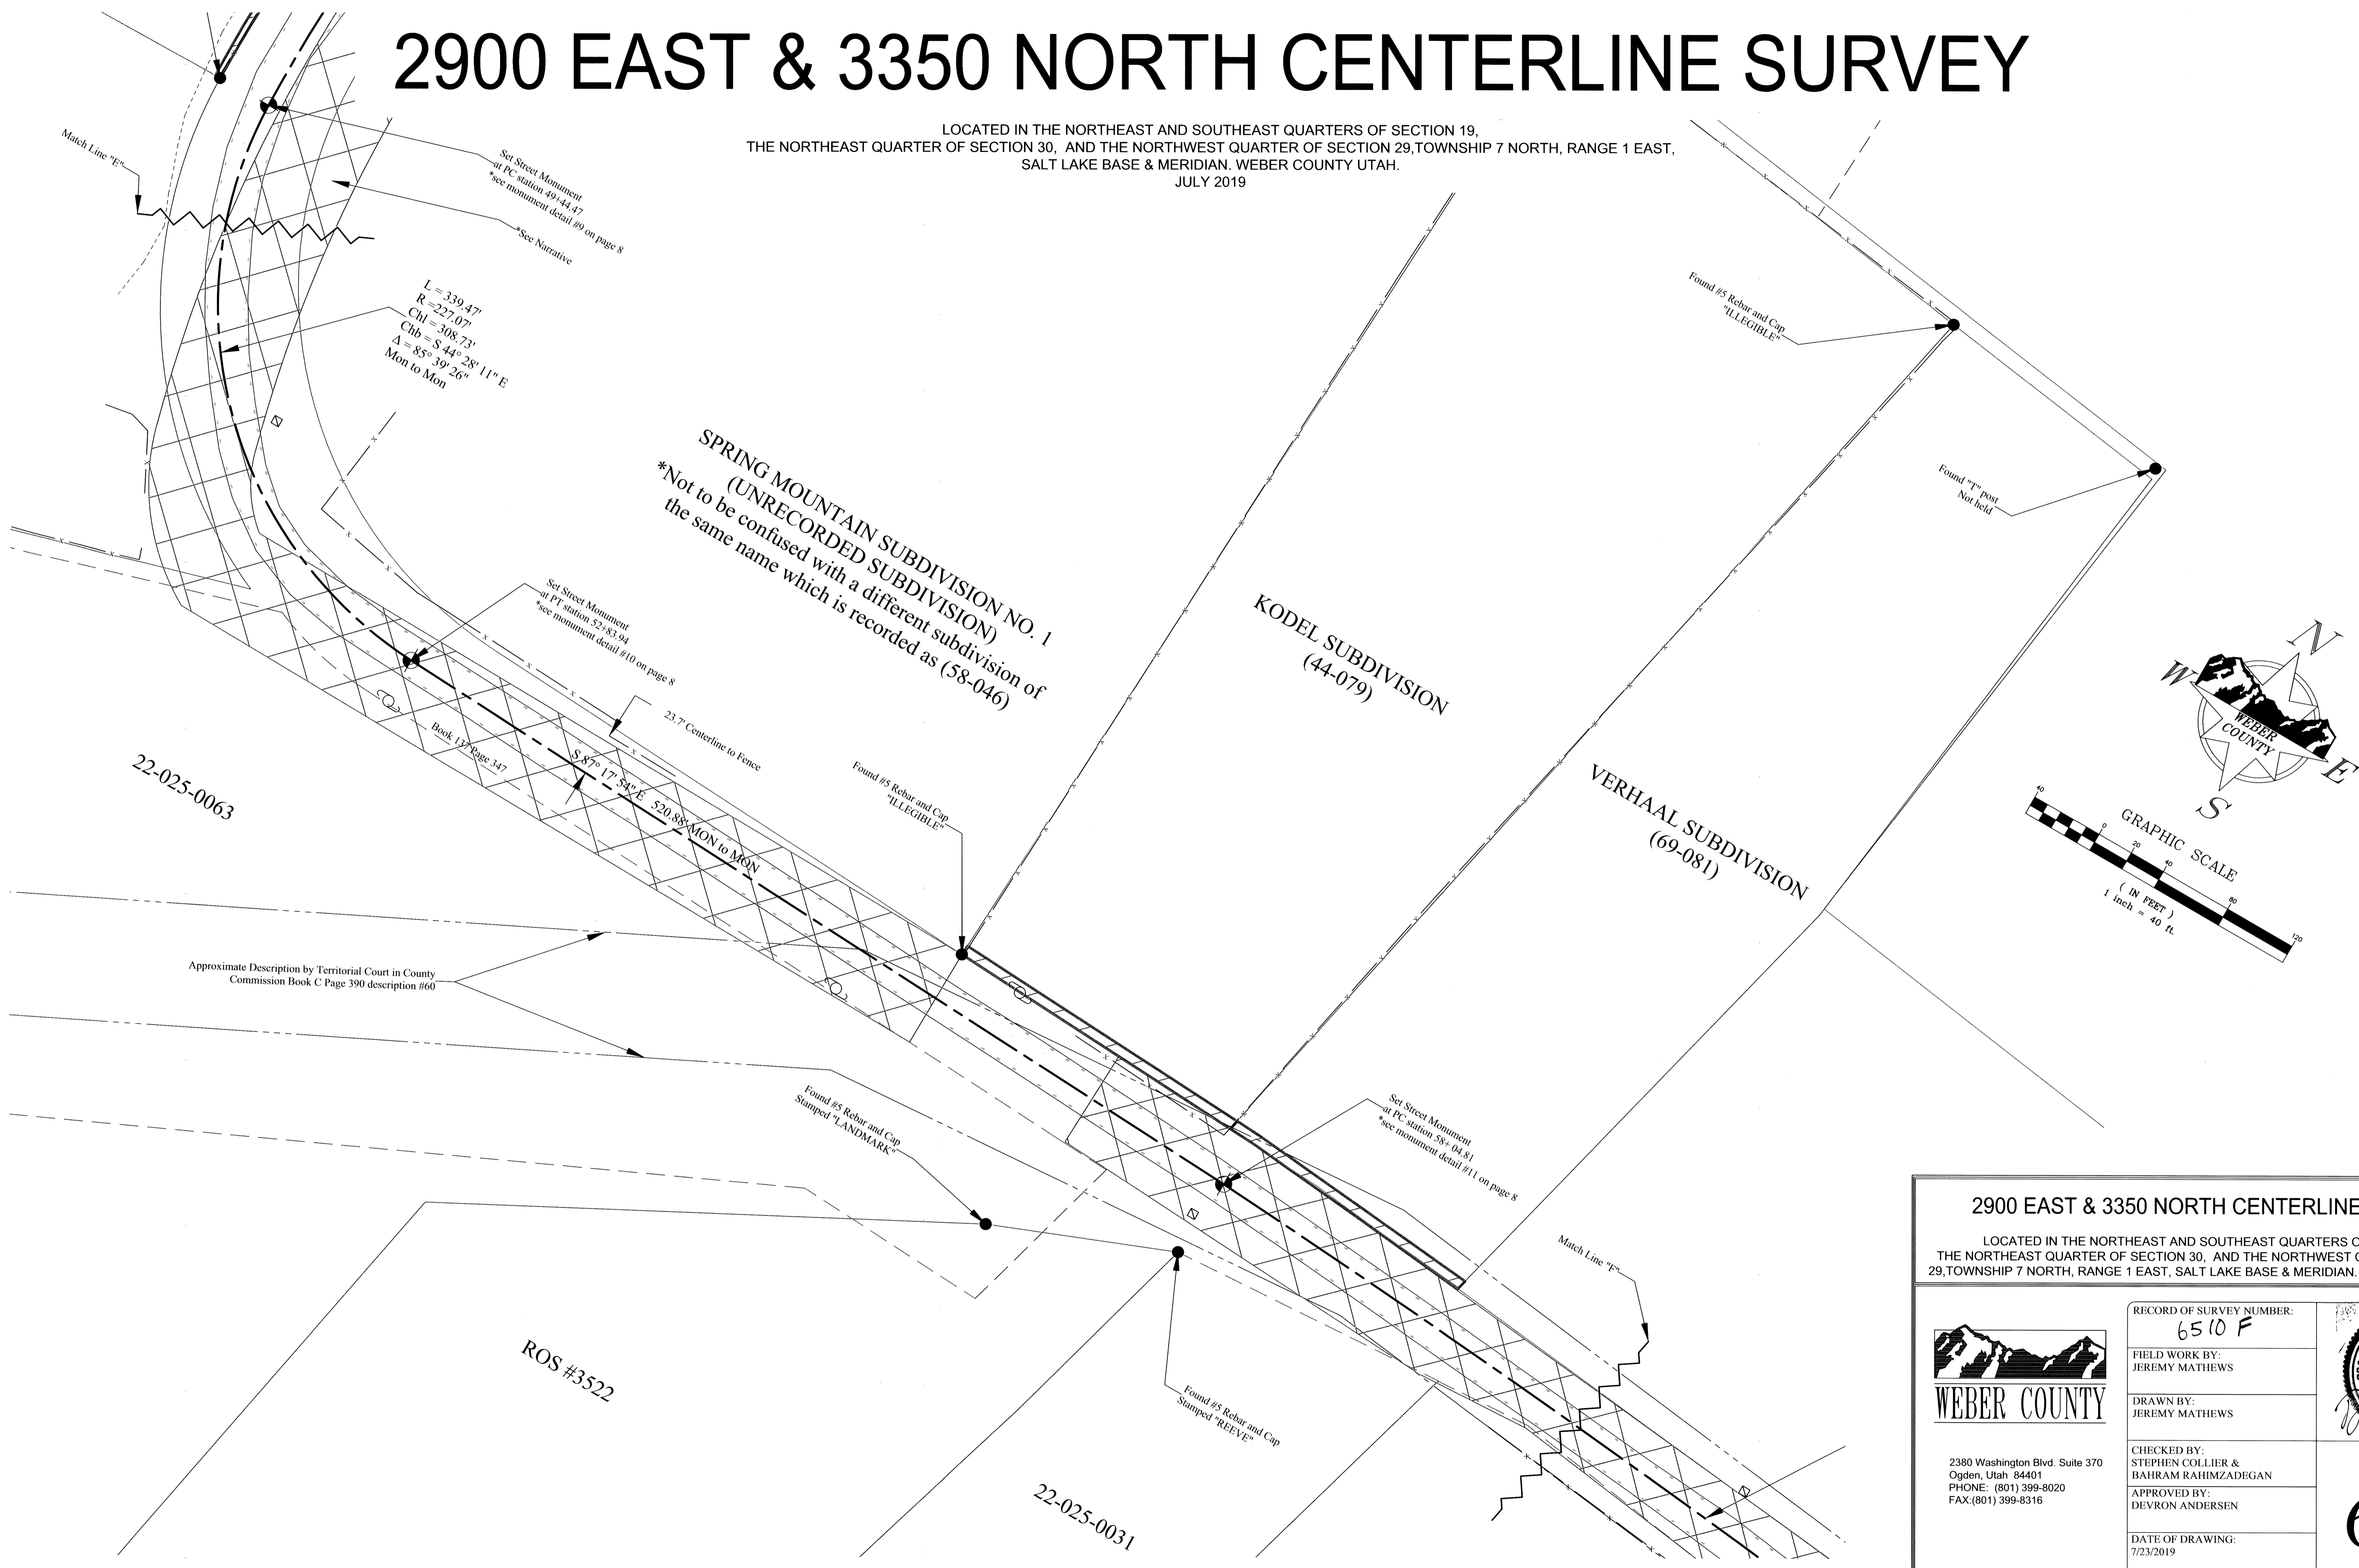 2900 EAST & 3350 NORTH CENTERLINE SURVEY
LOCATED IN THE NORTHEAST AND SOUTHEAST QUARTERS OF SECTION 19,
THE NORTHEAST QUARTER OF SECTION 30, AND THE NORTHWEST QUARTER OF SECTION 29,TOWNSHIP 7 NORTH, RANGE 1 EAST,
SALT LAKE BASE & MERIDIAN. WEBER COUNTY UTAH.
JULY 2019
Match Line "E"
Set Street Monument
at PC station 49+44.47
*see monument detail #9 on page 8
*See Narrative
L = 339.47'
R =227.07'
Chl = 308.73'
Chb = S 44° 28' 11" E
Δ = 85° 39' 26"
Mon to Mon
Found #5 Rebar and Cap
"ILLEGIBLE"
Found "T" post
Not held
SPRING MOUNTAIN SUBDIVISION NO. 1
(UNRECORDED SUBDIVISION)
*Not to be confused with a different subdivision of
the same name which is recorded as (58-046)
KODEL SUBDIVISION
(44-079)
VERHAAL SUBDIVISION
(69-081)
Set Street Monument
at PT station 52+83.94
*see monument detail #10 on page 8
23.7' Centerline to Fence
Book 137 Page 347
S 87° 17' 54" E 520.88' MON to MON
22-025-0063
Found #5 Rebar and Cap
"ILLEGIBLE"
N
W
E
S
WEBER
COUNTY
GRAPHIC SCALE
40
0
20
40
80
120
( IN FEET )
1 inch = 40 ft.
Approximate Description by Territorial Court in County
Commission Book C Page 390 description #60
Found #5 Rebar and Cap
Stamped "LANDMARK"
Set Street Monument
at PC station 58+ 04.81
*see monument detail #11 on page 8
Match Line "F"
ROS #3522
Found #5 Rebar and Cap
Stamped "REEVE"
22-025-0031
2900 EAST & 3350 NORTH CENTERLINE
LOCATED IN THE NORTHEAST AND SOUTHEAST QUARTERS
THE NORTHEAST QUARTER OF SECTION 30, AND THE NORTHWEST
29,TOWNSHIP 7 NORTH, RANGE 1 EAST, SALT LAKE BASE & MERIDIAN.
WEBER COUNTY
2380 Washington Blvd. Suite 370
Ogden, Utah 84401
PHONE: (801) 399-8020
FAX:(801) 399-8316
RECORD OF SURVEY NUMBER:
6510 F
FIELD WORK BY:
JEREMY MATHEWS
DRAWN BY:
JEREMY MATHEWS
CHECKED BY:
STEPHEN COLLIER &
BAHRAM RAHIMZADEGAN
APPROVED BY:
DEVRON ANDERSEN
DATE OF DRAWING:
7/23/2019